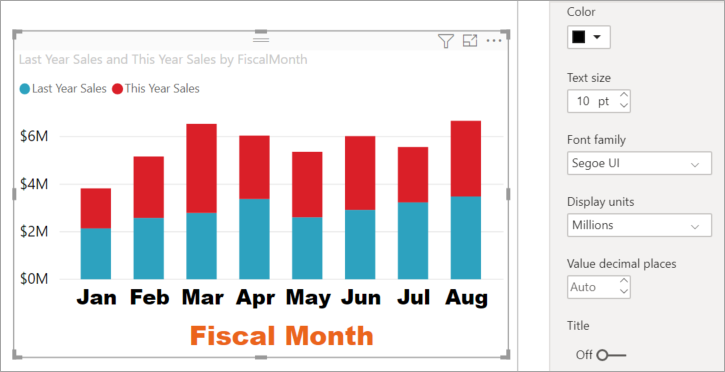 Last Year Sales and This Year Sales by FiscalMonth
Last Year Sales This Year Sales
$6M
$4M
$2M
$0M
Jan Feb Mar Apr May Jun Jul Aug
Fiscal Month
Color
Text size
10 pt
Font family
Segoe UI
Display units
Millions
Value decimal places
Auto
Title
Off